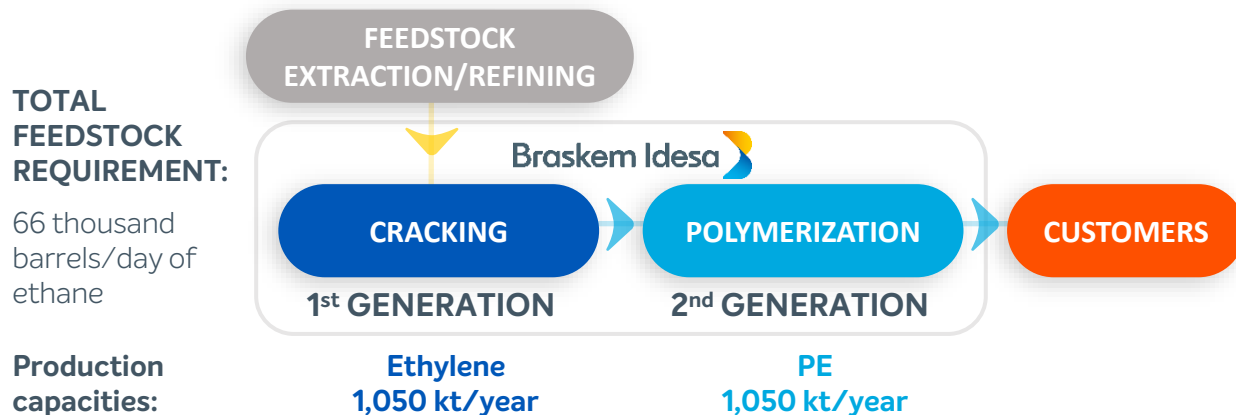 FEEDSTOCK
EXTRACTION/REFINING
TOTAL
FEEDSTOCK
REQUIREMENT:
66 thousand
barrels/day of
ethane
Braskem Idesa
CRACKING
POLYMERIZATION
CUSTOMERS
1st GENERATION
2nd GENERATION
Production
capacities:
Ethylene
1,050 kt/year
PE
1,050 kt/year